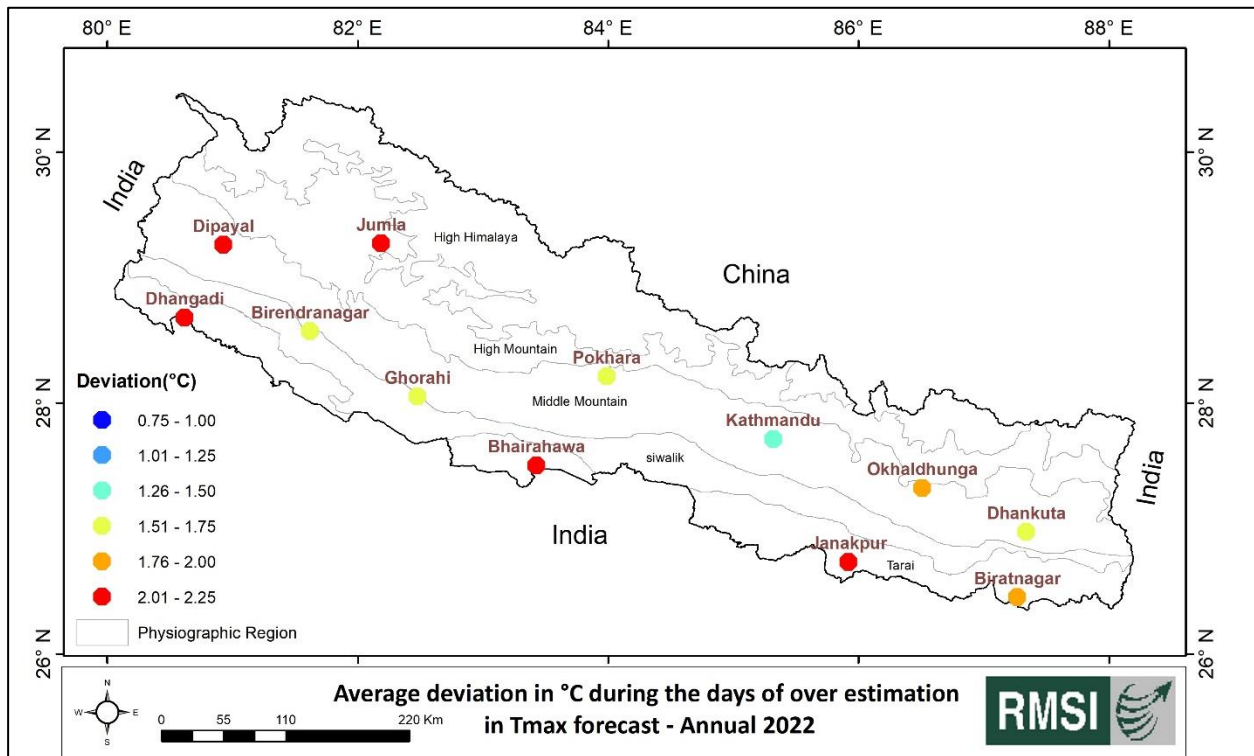 80° E 82° E 84° E 86° E 88° E
30° N
30° N
India
Dipayal
Jumla
High Himalaya
China
Dhangadi
Birendranagar
High Mountain
Pokhara
28° N
28° N
Ghorahi
Middle Mountain
Kathmandu
Bhairahawa
siwalik
Okhaldhunga
India
Dhankuta
India
Janakpur
Tarai
Biratnagar
26° N
26° N
Deviation(°C)
0.75 - 1.00
1.01 - 1.25
1.26 - 1.50
1.51 - 1.75
1.76 - 2.00
2.01 - 2.25
Physiographic Region
N
W E
S
0 55 110 220 Km
Average deviation in °C during the days of over estimation
in Tmax forecast - Annual 2022
RMSI